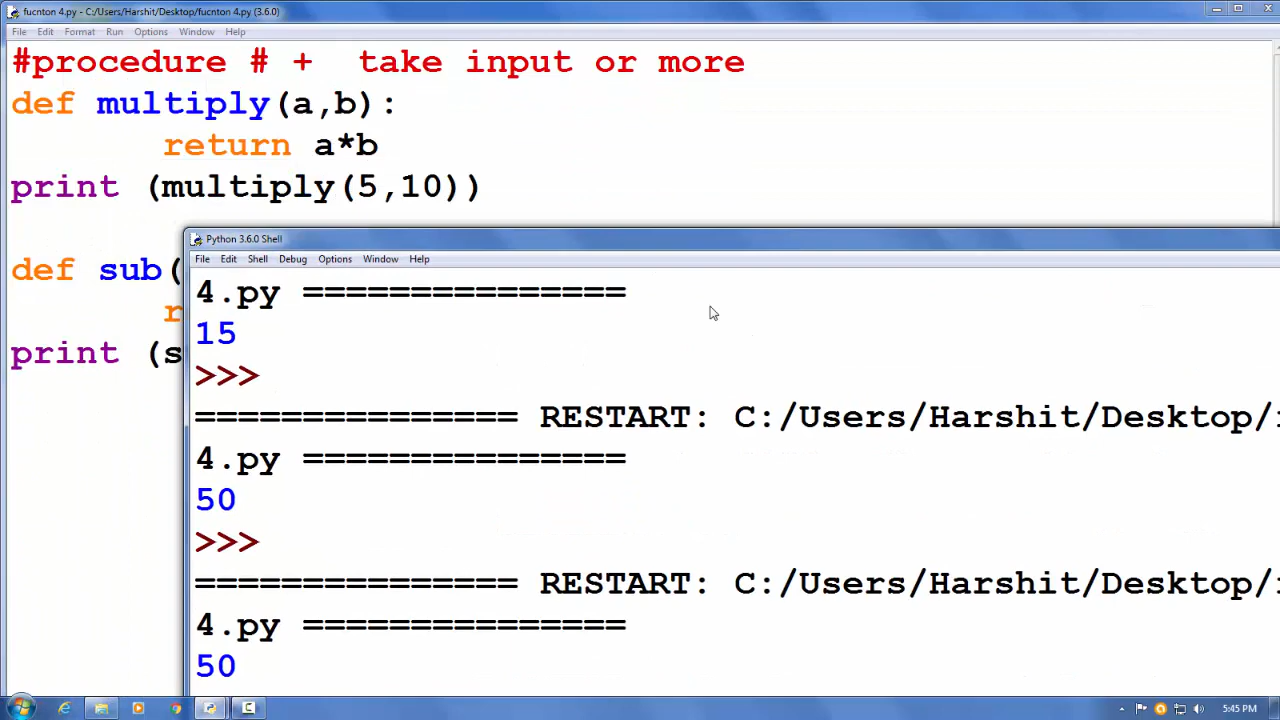 fucnton 4.py - C:/Users/Harshit/Desktop/fucnton 4.py (3.6.0)
File Edit Format Run Options Window Help
#procedure # + take input or more
def multiply(a,b):
return a*b
print (multiply(5,10))
def sub(
r
print (s
Python 3.6.0 Shell
File Edit Shell Debug Options Window Help
4.py ===============
15
>>>
=============== RESTART: C:/Users/Harshit/Desktop/
4.py ===============
50
>>>
=============== RESTART: C:/Users/Harshit/Desktop/
4.py ===============
50
5:45 PM